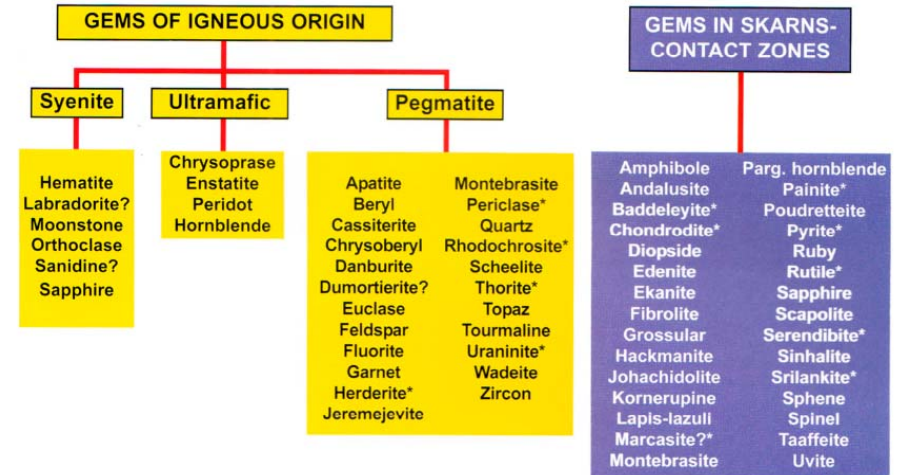 GEMS OF IGNEOUS ORIGIN
Syenite
Hematite
Labradorite?
Moonstone
Orthoclase
Sanidine?
Sapphire
Ultramafic
Chrysoprase
Enstatite
Peridot
Hornblende
Pegmatite
Apatite
Beryl
Cassiterite
Chrysoberyl
Danburite
Dumortierite?
Euclase
Feldspar
Fluorite
Garnet
Herderite*
Jeremejevite
Montebrasite
Periclase*
Quartz
Rhodochrosite*
Scheelite
Thorite*
Topaz
Tourmaline
Uraninite*
Wadeite
Zircon
GEMS IN SKARNS-
CONTACT ZONES
Amphibole
Andalusite
Baddeleyite*
Chondrodite*
Diopside
Edenite
Ekanite
Fibrolite
Grossular
Hackmanite
Johachidolite
Kornerupine
Lapis-lazuli
Marcasite?*
Montebrasite
Parg. hornblende
Painite*
Poudretteite
Pyrite*
Ruby
Rutile*
Sapphire
Scapolite
Serendibite*
Sinhalite
Srilankite*
Sphene
Spinel
Taaffeite
Uvite